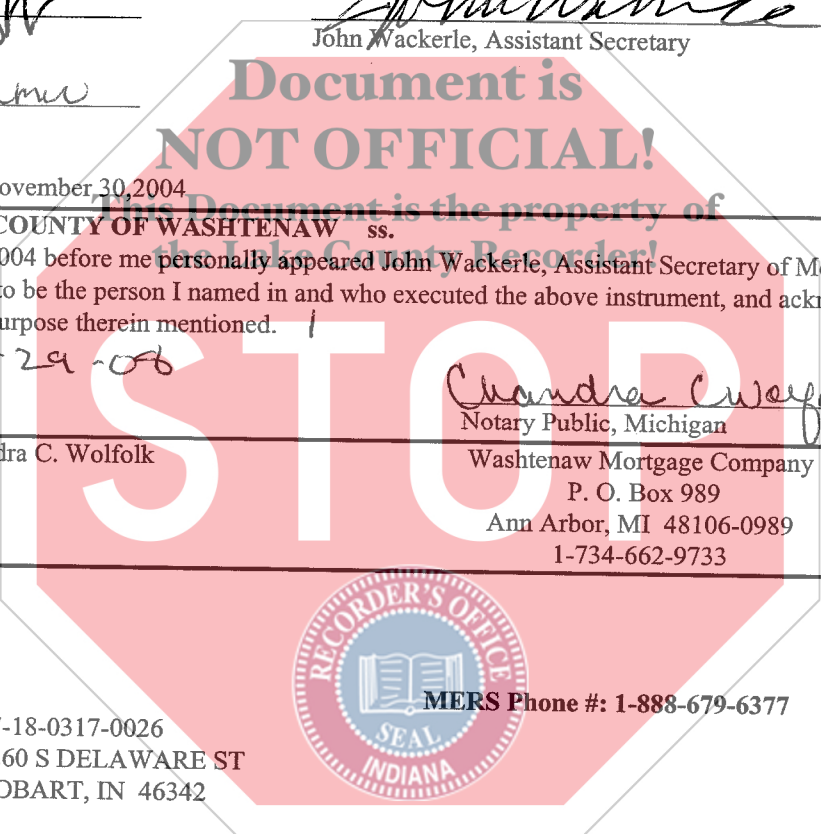 John Wackerle, Assistant Secretary
Document is
NOT OFFICIAL!
ovember 30,2004
This Document is the property of
COUNTY OF WASHTENAW ss.
the Lake County Recorder!
004 before me personally appeared John Wackerle, Assistant Secretary of M
to be the person I named in and who executed the above instrument, and ackn
urpose therein mentioned.
STOP
-29-06
Chandra C Wolf
Notary Public, Michigan
dra C. Wolfolk
Washtenaw Mortgage Company
P. O. Box 989
Ann Arbor, MI 48106-0989
1-734-662-9733
RECORDER'S OFFICE
SEAL
INDIANA
MERS Phone #: 1-888-679-6377
-18-0317-0026
60 S DELAWARE ST
OBART, IN 46342